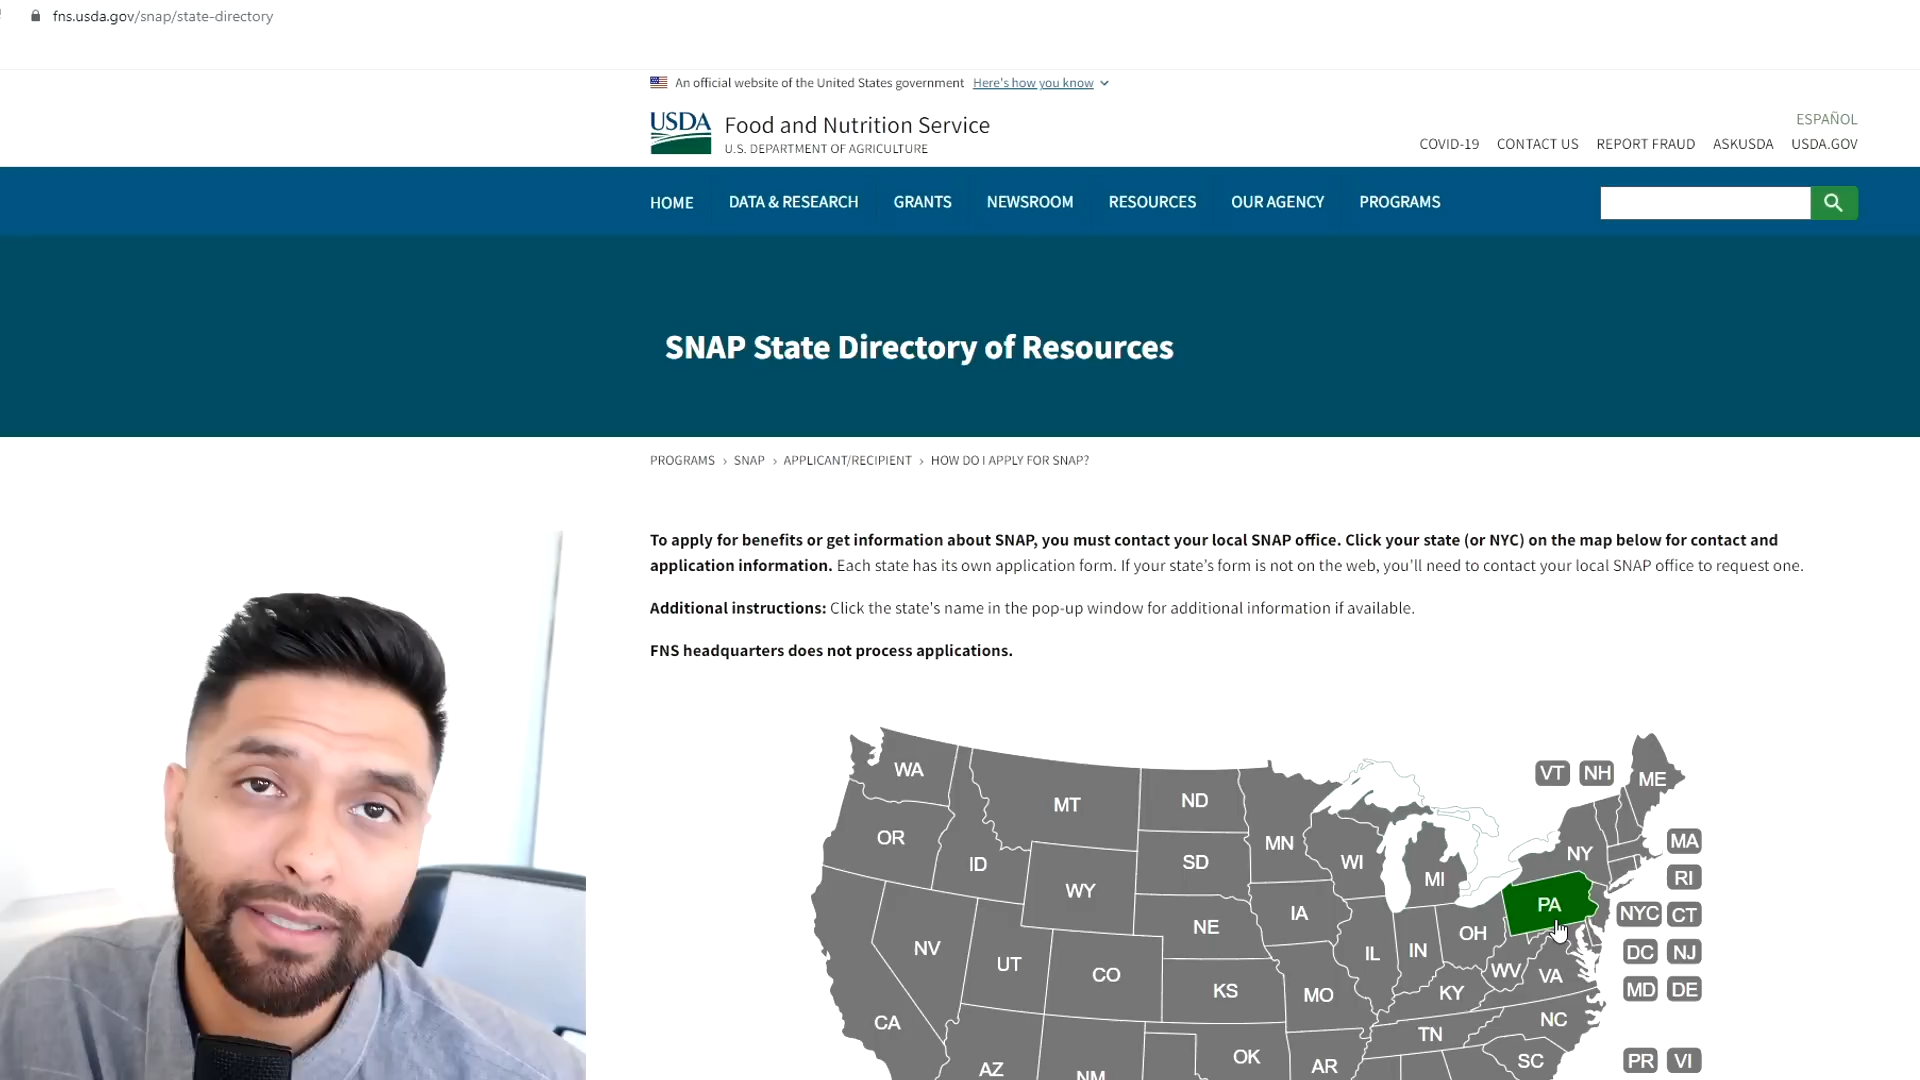 fns.usda.gov/snap/state-directory
An official website of the United States government Here's how you know
USDA
Food and Nutrition Service
U.S. DEPARTMENT OF AGRICULTURE
ESPAÑOL
COVID-19 CONTACT US REPORT FRAUD ASKUSDA USDA.GOV
HOME DATA & RESEARCH GRANTS NEWSROOM RESOURCES OUR AGENCY PROGRAMS
SNAP State Directory of Resources
PROGRAMS › SNAP › APPLICANT/RECIPIENT › HOW DO I APPLY FOR SNAP?
To apply for benefits or get information about SNAP, you must contact your local SNAP office. Click your state (or NYC) on the map below for contact and
application information. Each state has its own application form. If your state's form is not on the web, you'll need to contact your local SNAP office to request one.
Additional instructions: Click the state's name in the pop-up window for additional information if available.
FNS headquarters does not process applications.
WA MT ND VT NH ME
OR ID SD MN WI NY MA
WY MI RI
NE IA PA NYC CT
NV UT CO IL IN OH DC NJ
KS MO KY WV VA MD DE
CA TN NC
AZ NM OK AR SC PR VI